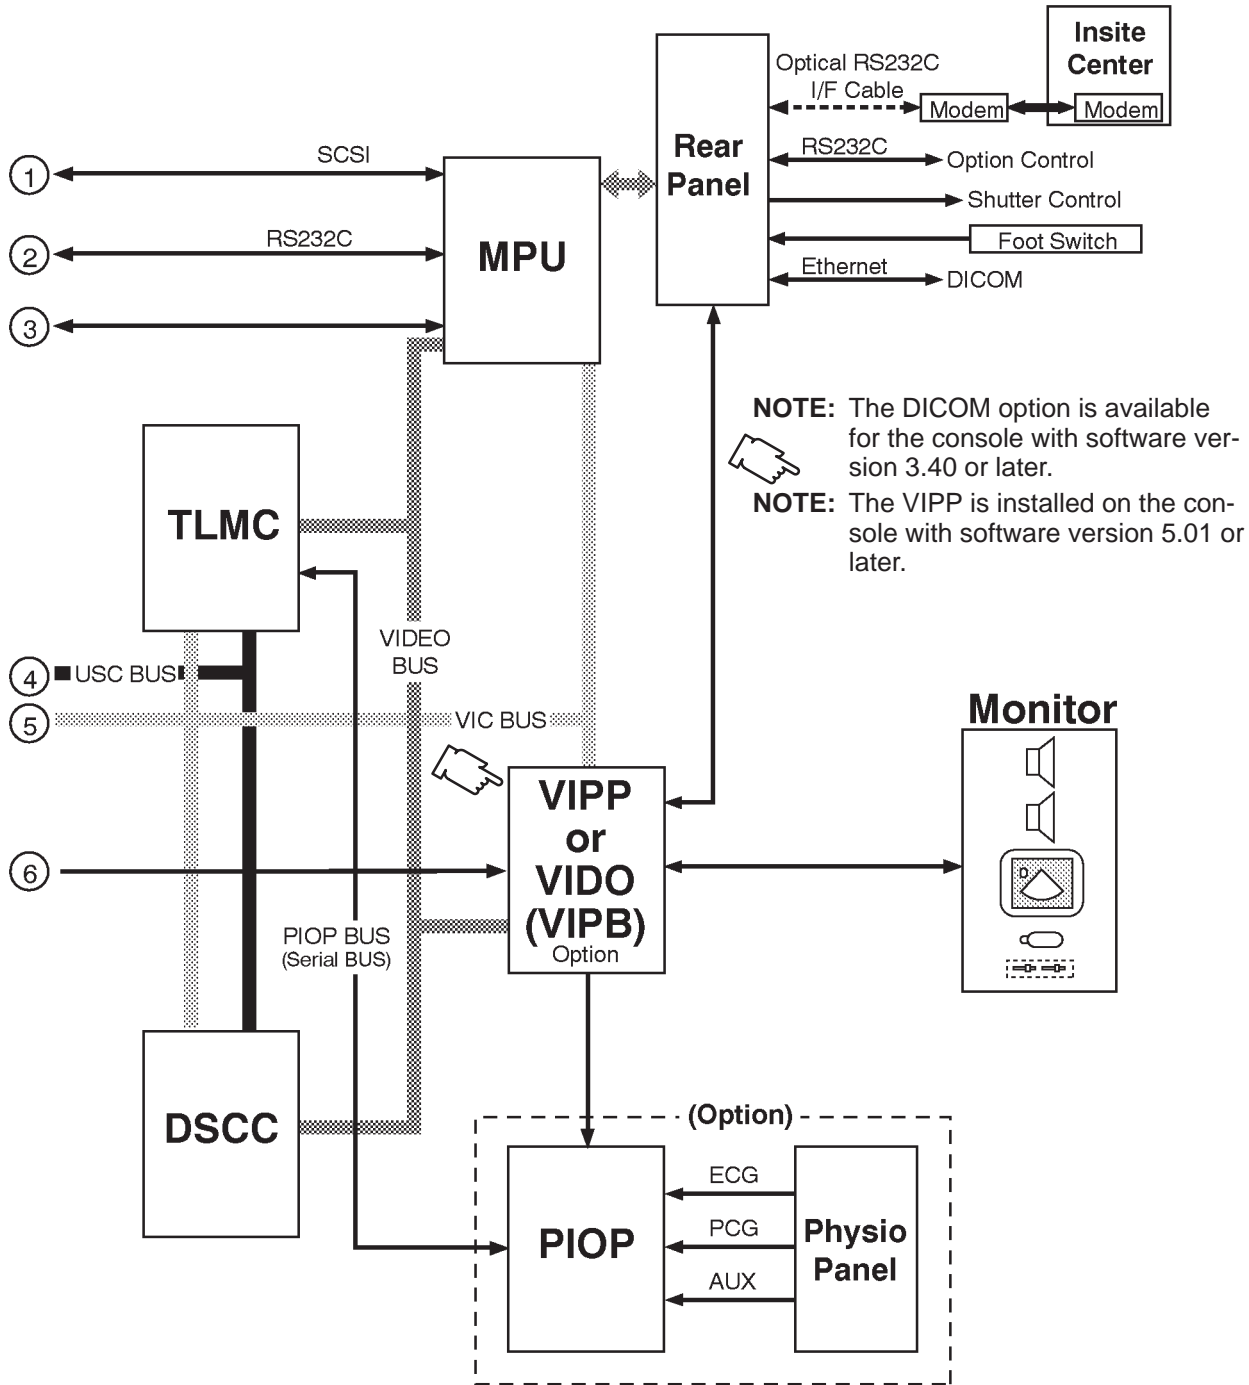 Insite
Center
Optical RS232C
I/F Cable
Modem
Modem
Rear
Panel
RS232C
Option Control
Shutter Control
Foot Switch
Ethernet
DICOM
SCSI
1
RS232C
2
MPU
3
NOTE: The DICOM option is available
for the console with software ver-
sion 3.40 or later.
NOTE: The VIPP is installed on the con-
sole with software version 5.01 or
later.
TLMC
VIDEO
BUS
4
USC BUS
5
VIC BUS
Monitor
VIPP
or
VIDO
(VIPB)
Option
D
6
PIOP BUS
(Serial BUS)
DSCC
(Option)
PIOP
ECG
PCG
AUX
Physio
Panel